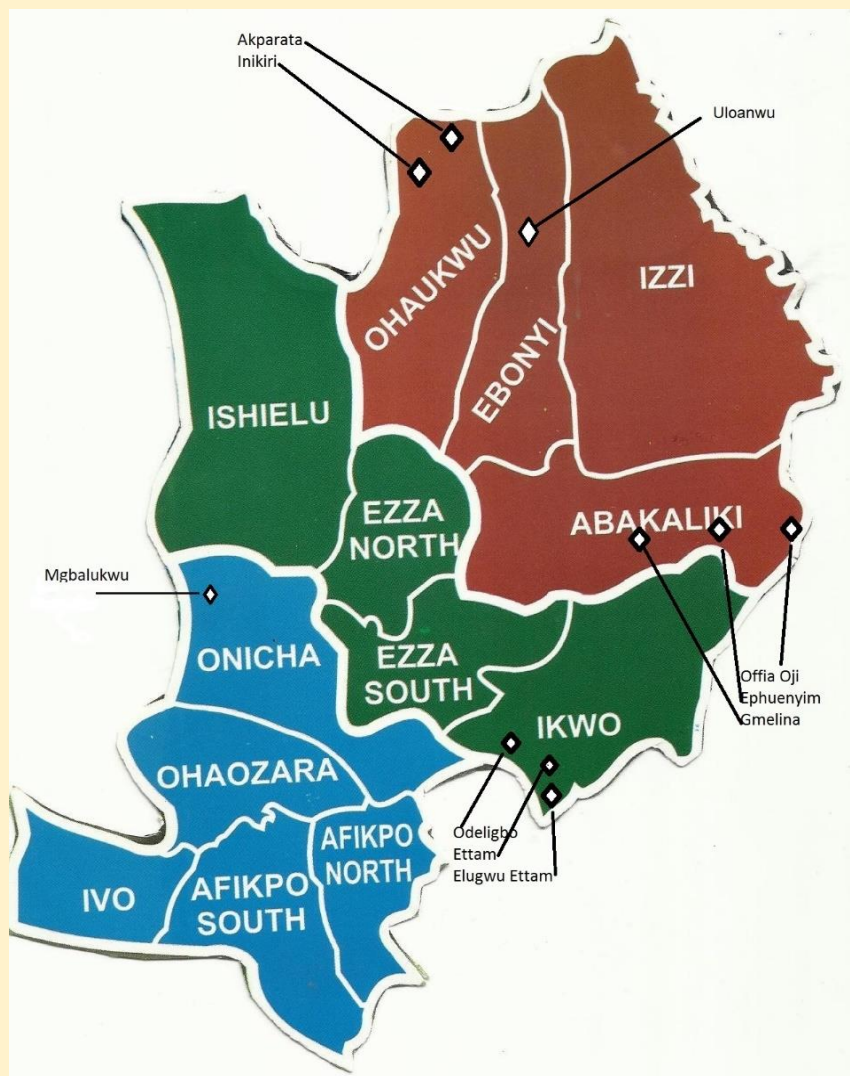 Akparata
Inikiri
Uloanwu
OHAUKWU
EBONYI
IZZI
ISHIELU
EZZA
NORTH
ABAKALIKI
Mgbalukwu
ONICHA
EZZA
SOUTH
IKWO
Offia Oji
Ephuenyim
Gmelina
OHAOZARA
Odeligbo
Ettam
Elugwu Ettam
AFIKPO
NORTH
IVO
AFIKPO
SOUTH